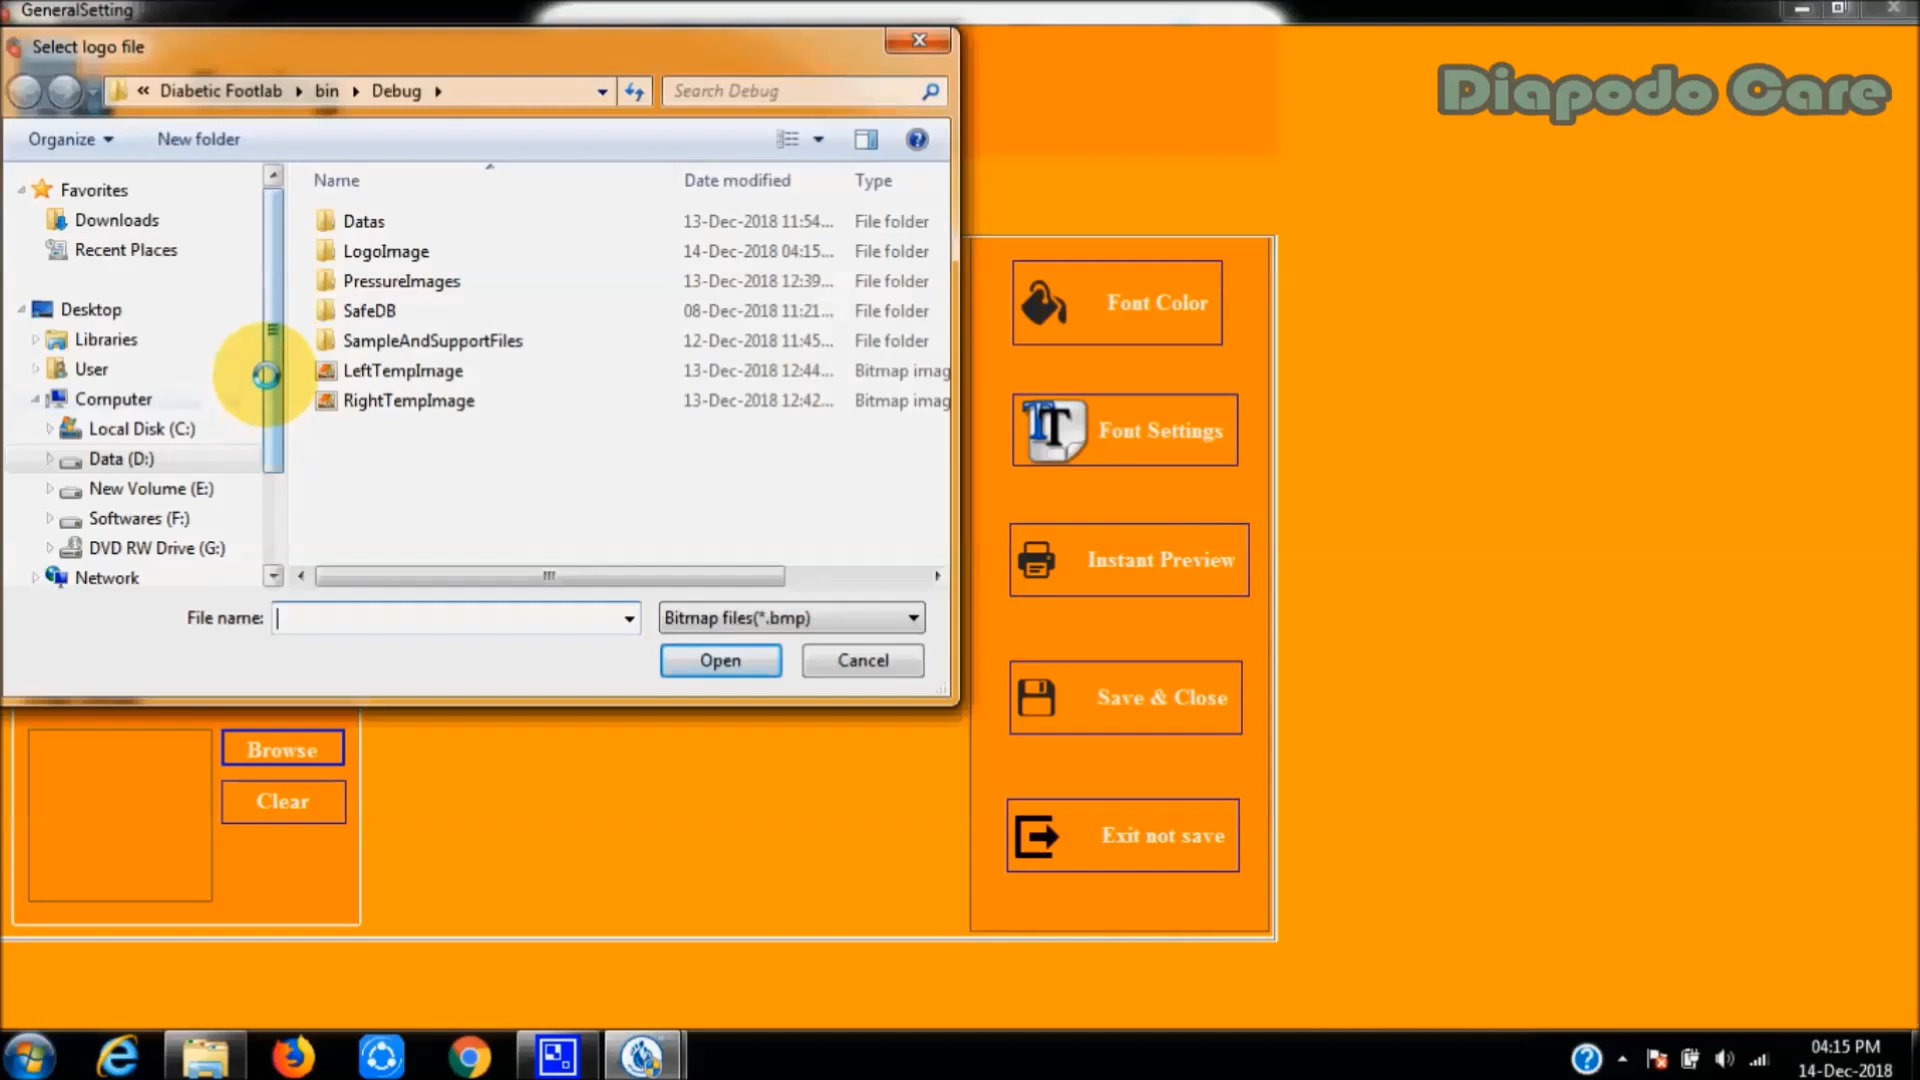 GeneralSetting
Select logo file
« Diabetic Footlab bin Debug
Search Debug
Diapodo Care
Organize
New folder
Name
Date modified
Type
Favorites
Downloads
Recent Places
Desktop
Libraries
User
Computer
Local Disk (C:)
Data (D:)
New Volume (E:)
Softwares (F:)
DVD RW Drive (G:)
Network
Datas 13-Dec-2018 11:54... File folder
LogoImage 14-Dec-2018 04:15... File folder
PressureImages 13-Dec-2018 12:39... File folder
SafeDB 08-Dec-2018 11:21... File folder
SampleAndSupportFiles 12-Dec-2018 11:45... File folder
LeftTempImage 13-Dec-2018 12:44... Bitmap imag
RightTempImage 13-Dec-2018 12:42... Bitmap imag
File name:
Bitmap files(*.bmp)
Open
Cancel
Font Color
Font Settings
Instant Preview
Save & Close
Exit not save
Browse
Clear
04:15 PM
14-Dec-2018